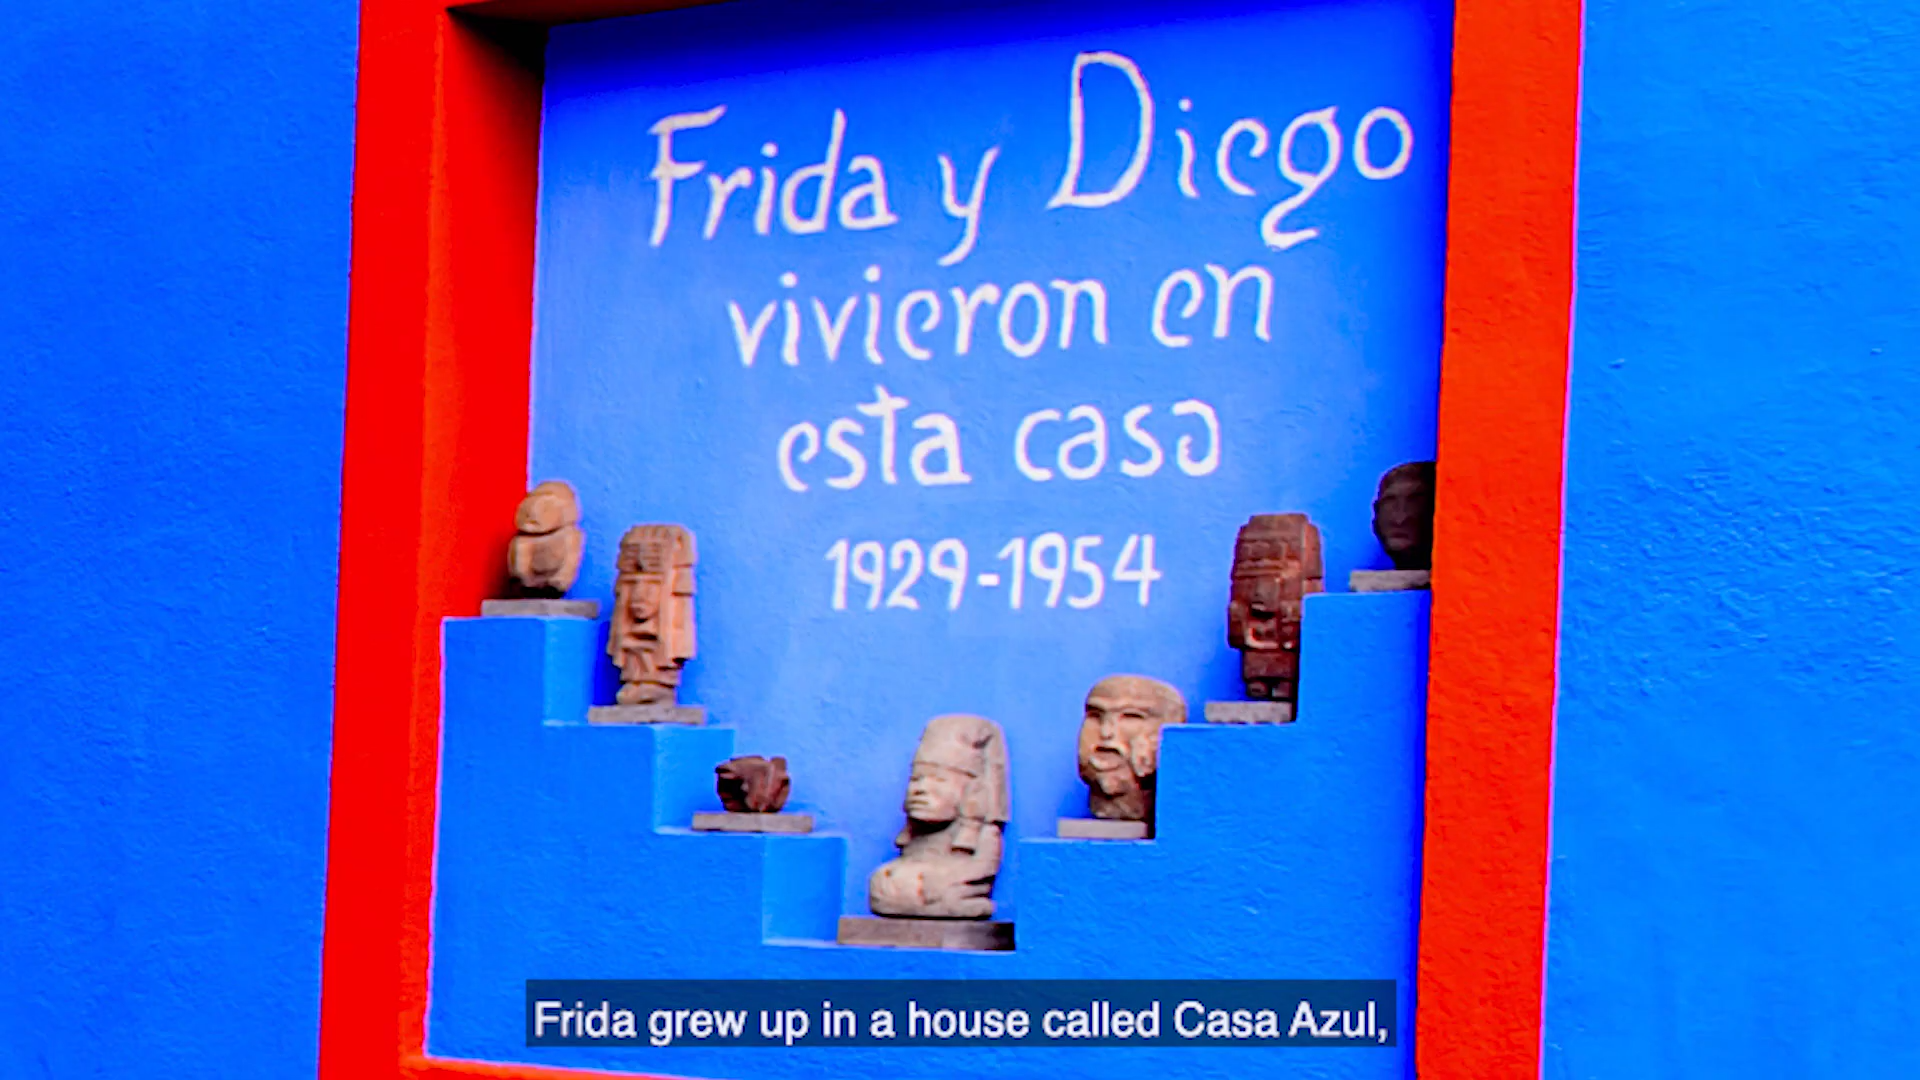 Frida y Diego
vivieron en
esta casa
1929-1954
Frida grew up in a house called Casa Azul,